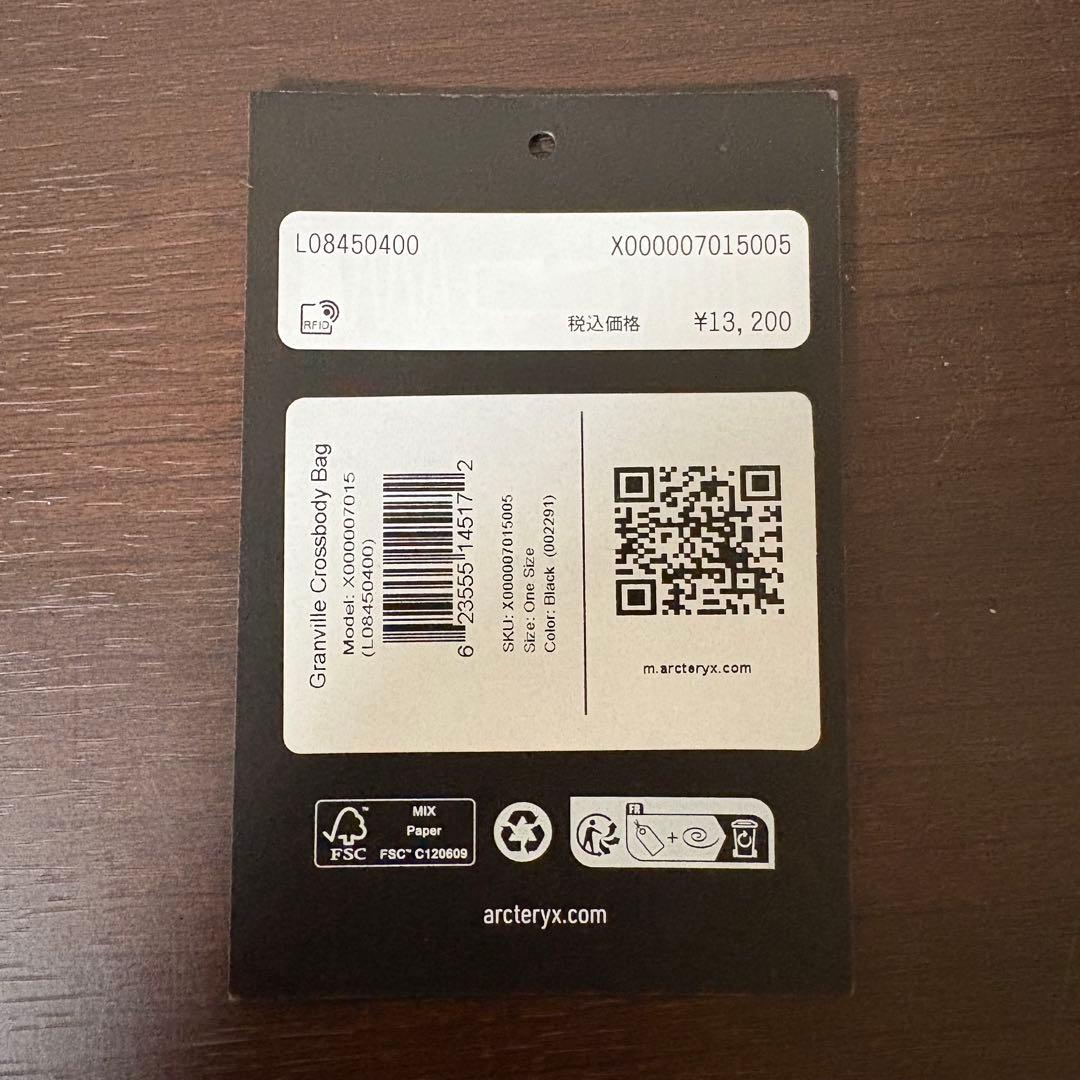 L08450400 X000007015005
RFID
税込価格 ¥13,200
Granville Crossbody Bag
Model: X000007015
(L08450400)
6 23555 14517 2
SKU: X000007015005
Size: One Size
Color: Black (002291)
m.arcteryx.com
FSC™
MIX
Paper
FSC™ C120609
FR
+
arcteryx.com